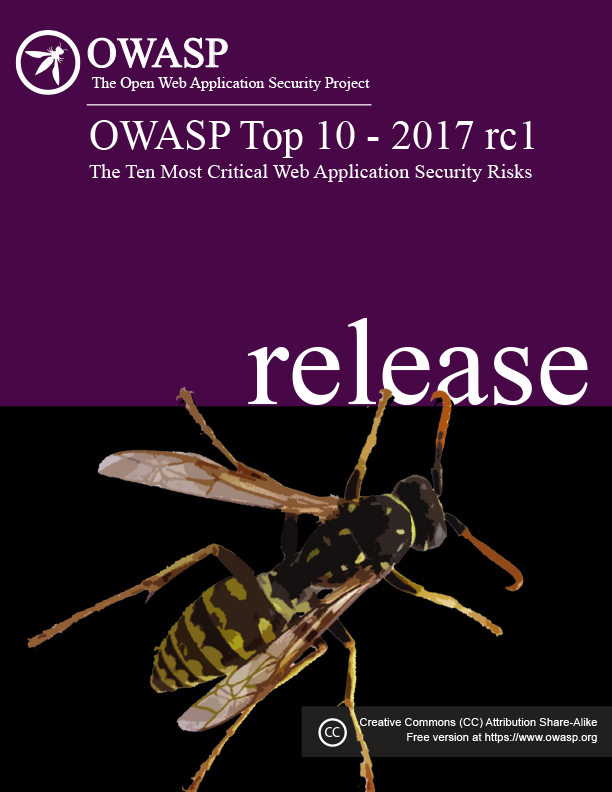 OWASP
The Open Web Application Security Project
OWASP Top 10 - 2017 rc1
The Ten Most Critical Web Application Security Risks
release
CC
Creative Commons (CC) Attribution Share-Alike
Free version at https://www.owasp.org